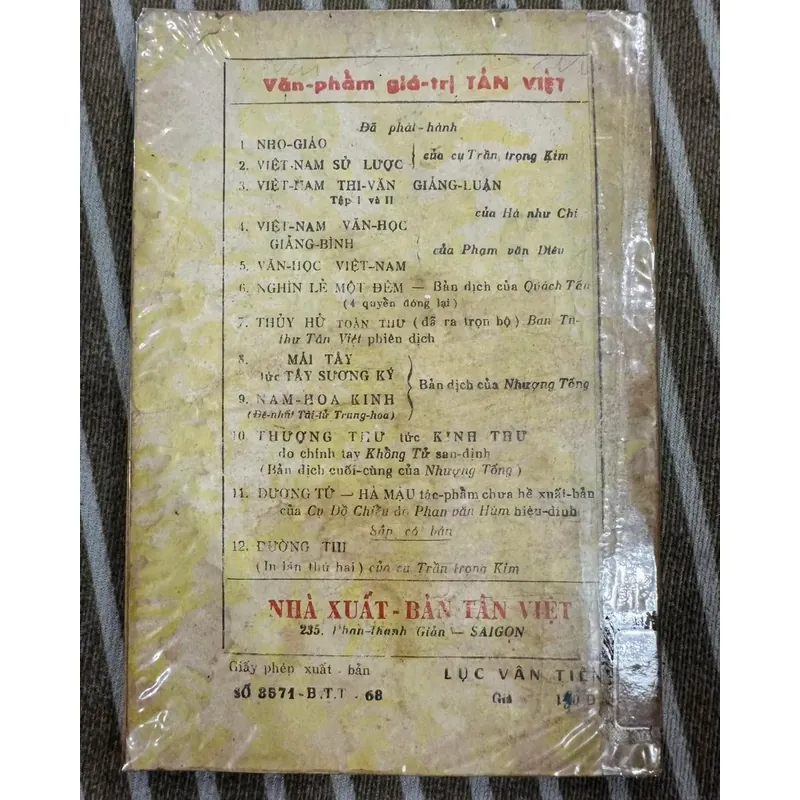 Văn-phẩm giá-trị TÂN VIỆT
Đã phát-hành
1. NHO-GIÁO
2. VIỆT-NAM SỬ LƯỢC
của cụ Trần trọng Kim
3. VIỆT-NAM THI-VĂN GIẢNG-LUẬN
Tập I và II
của Hà như Chi
4. VIỆT-NAM VĂN-HỌC
GIẢNG-BÌNH
của Phạm văn Diêu
5. VĂN-HỌC VIỆT-NAM
6. NGHÌN LẺ MỘT ĐÊM — Bản dịch của Quách Tấn
(4 quyển đóng lại)
7. THỦY HỬ TOÀN THƯ (đã ra trọn bộ) Ban Tu-
thư Tân Việt phiên dịch
8. MÁI TÂY
tức TÂY SƯƠNG KÝ
Bản dịch của Nhượng Tống
9. NAM-HOA KINH
(Đệ-nhất Tài-tử Trung-hoa)
10. THƯỢNG THƯ tức KINH THƯ
do chính tay Khổng Tử san-định
(Bản dịch cuối-cùng của Nhượng Tống)
11. DƯƠNG TỪ — HÀ MẬU tác-phẩm chưa hề xuất-bản
của Cụ Đồ Chiểu do Phan văn Hùm hiệu-đính
Sắp có bán
12. ĐƯỜNG THI
(In lần thứ hai) của cụ Trần trọng Kim
NHÀ XUẤT-BẢN TÂN VIỆT
235, Phan-thanh Giản — SAIGON
Giấy phép xuất-bản
SỐ 3571-B.T.T-68
LỤC VÂN TIÊN
Giá